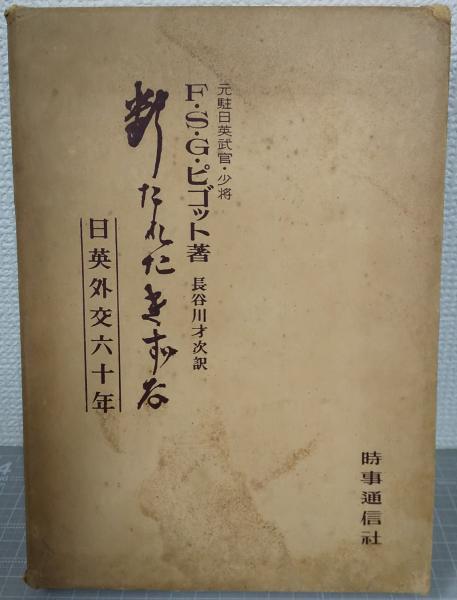 元駐日英武官・少将
F・S・G・ピゴット著
長谷川才次訳
断たれたきずな
日英外交六十年
時事通信社